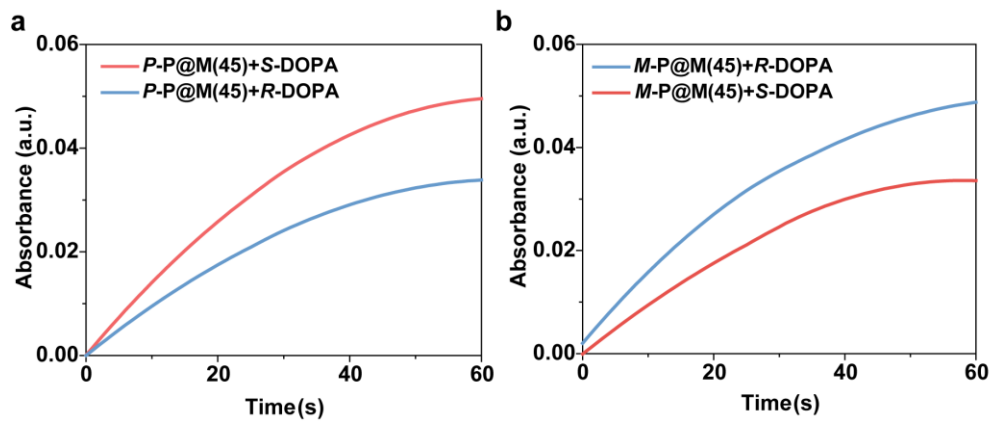 a
0.06
P-P@M(45)+S-DOPA
P-P@M(45)+R-DOPA
0.04
0.02
0.00
Absorbance (a.u.)
0 20 40 60
Time(s)
b
0.06
M-P@M(45)+R-DOPA
M-P@M(45)+S-DOPA
0.04
0.02
0.00
Absorbance (a.u.)
0 20 40 60
Time(s)